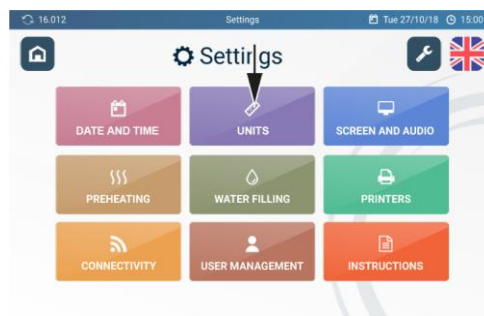 16.012 Settings Tue 27/10/18 15:00
Settings
DATE AND TIME UNITS SCREEN AND AUDIO
PREHEATING WATER FILLING PRINTERS
CONNECTIVITY USER MANAGEMENT INSTRUCTIONS